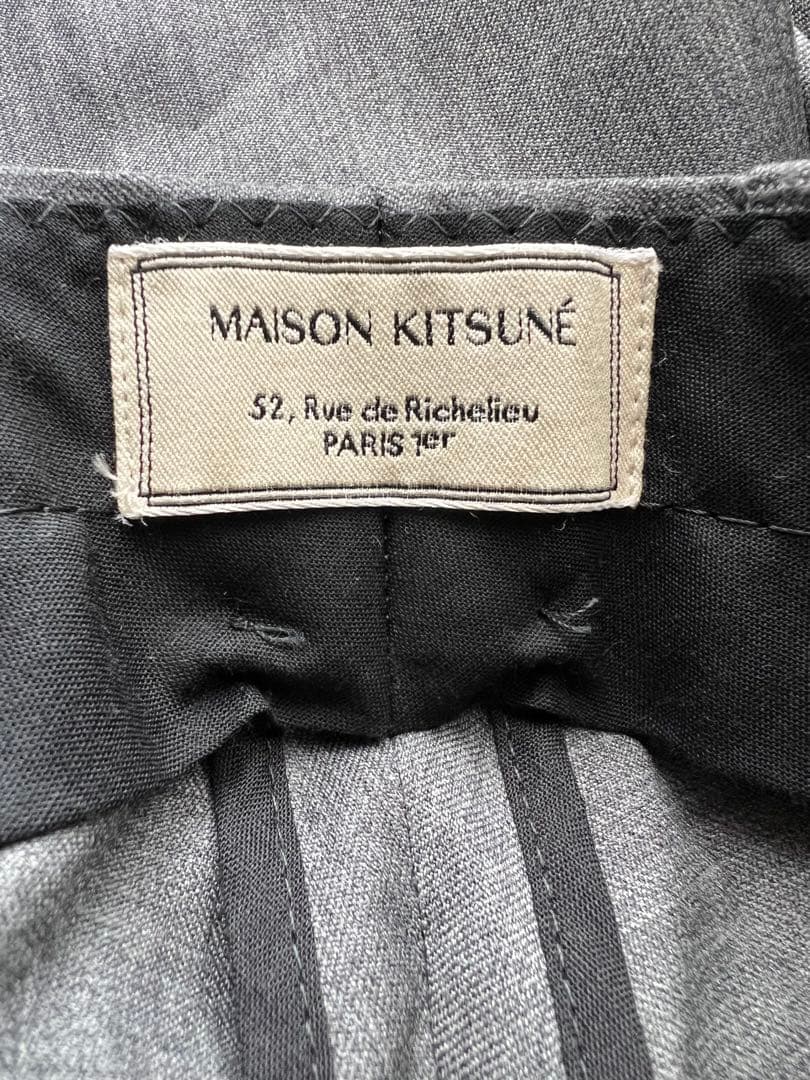 MAISON KITSUNÉ
52, Rue de Richelieu
PARIS 1er